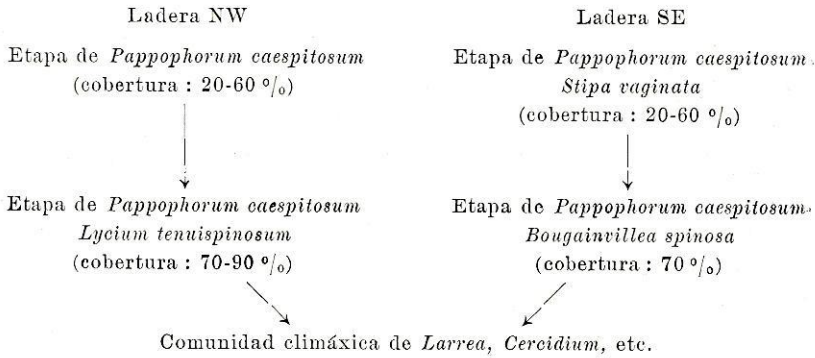 Ladera NW
Etapa de Pappophorum caespitosum
(cobertura : 20-60 %)
Etapa de Pappophorum caespitosum
Lycium tenuispinosum
(cobertura : 70-90 %)
Ladera SE
Etapa de Pappophorum caespitosum
Stipa vaginata
(cobertura : 20-60 %)
Etapa de Pappophorum caespitosum
Bougainvillea spinosa
(cobertura : 70 %)
Comunidad climáxica de Larrea, Cercidium, etc.